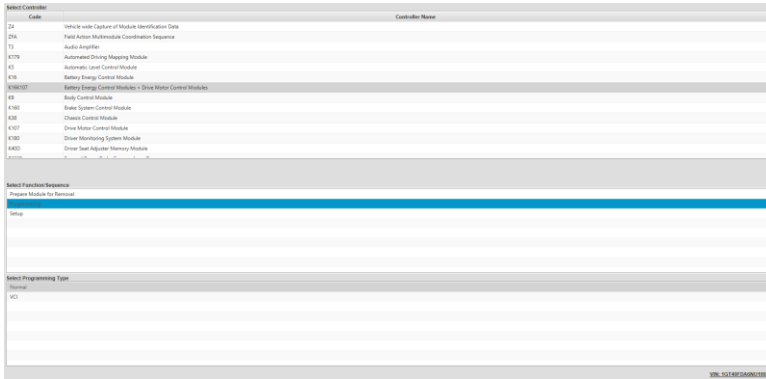 Select Controller
Code Controller Name
Z4 Vehicle wide Capture of Module Identification Data
ZFA Field Action Multimodule Coordination Sequence
T3 Audio Amplifier
K179 Automated Driving Mapping Module
K5 Automatic Level Control Module
K16 Battery Energy Control Module
K16K107 Battery Energy Control Modules + Drive Motor Control Modules
K9 Body Control Module
K160 Brake System Control Module
K38 Chassis Control Module
K107 Drive Motor Control Module
K180 Driver Monitoring System Module
K40D Driver Seat Adjuster Memory Module
Select Function/Sequence
Prepare Module for Removal
Programming
Setup
Select Programming Type
Normal
VCI